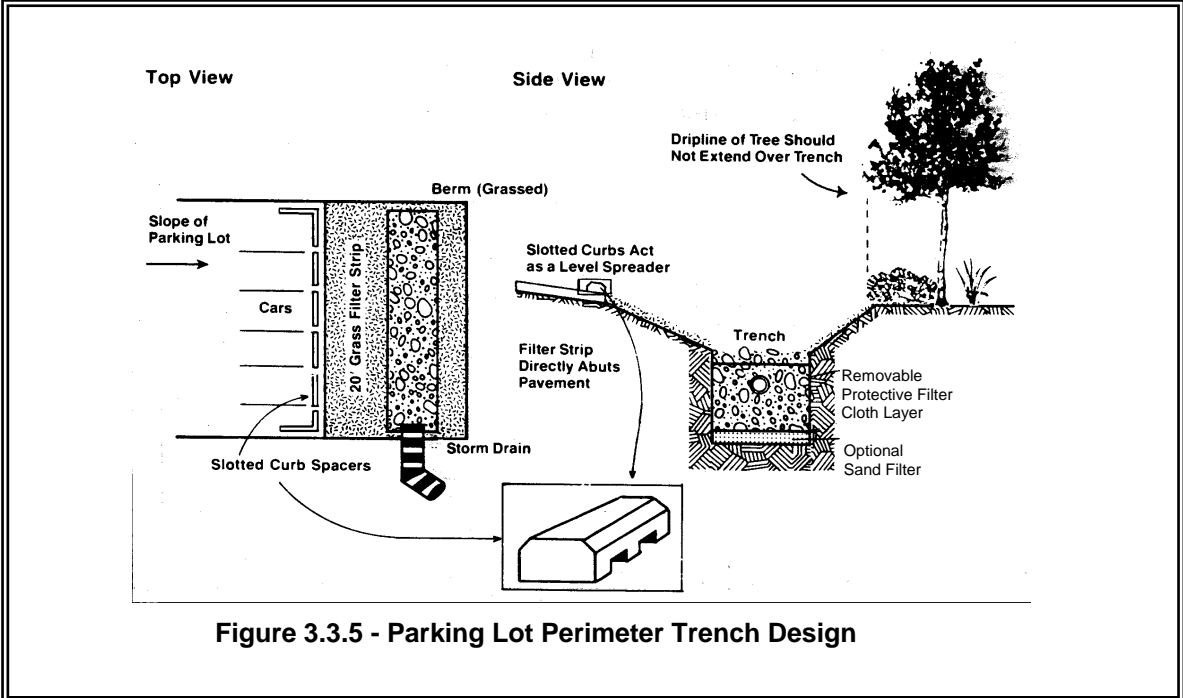 Top View
Side View
Dripline of Tree Should
Not Extend Over Trench
Berm (Grassed)
Slope of
Parking Lot
Cars
20' Grass Filter Strip
Slotted Curbs Act
as a Level Spreader
Trench
Filter Strip
Directly Abuts
Pavement
Removable
Protective Filter
Cloth Layer
Optional
Sand Filter
Storm Drain
Slotted Curb Spacers
Figure 3.3.5 - Parking Lot Perimeter Trench Design